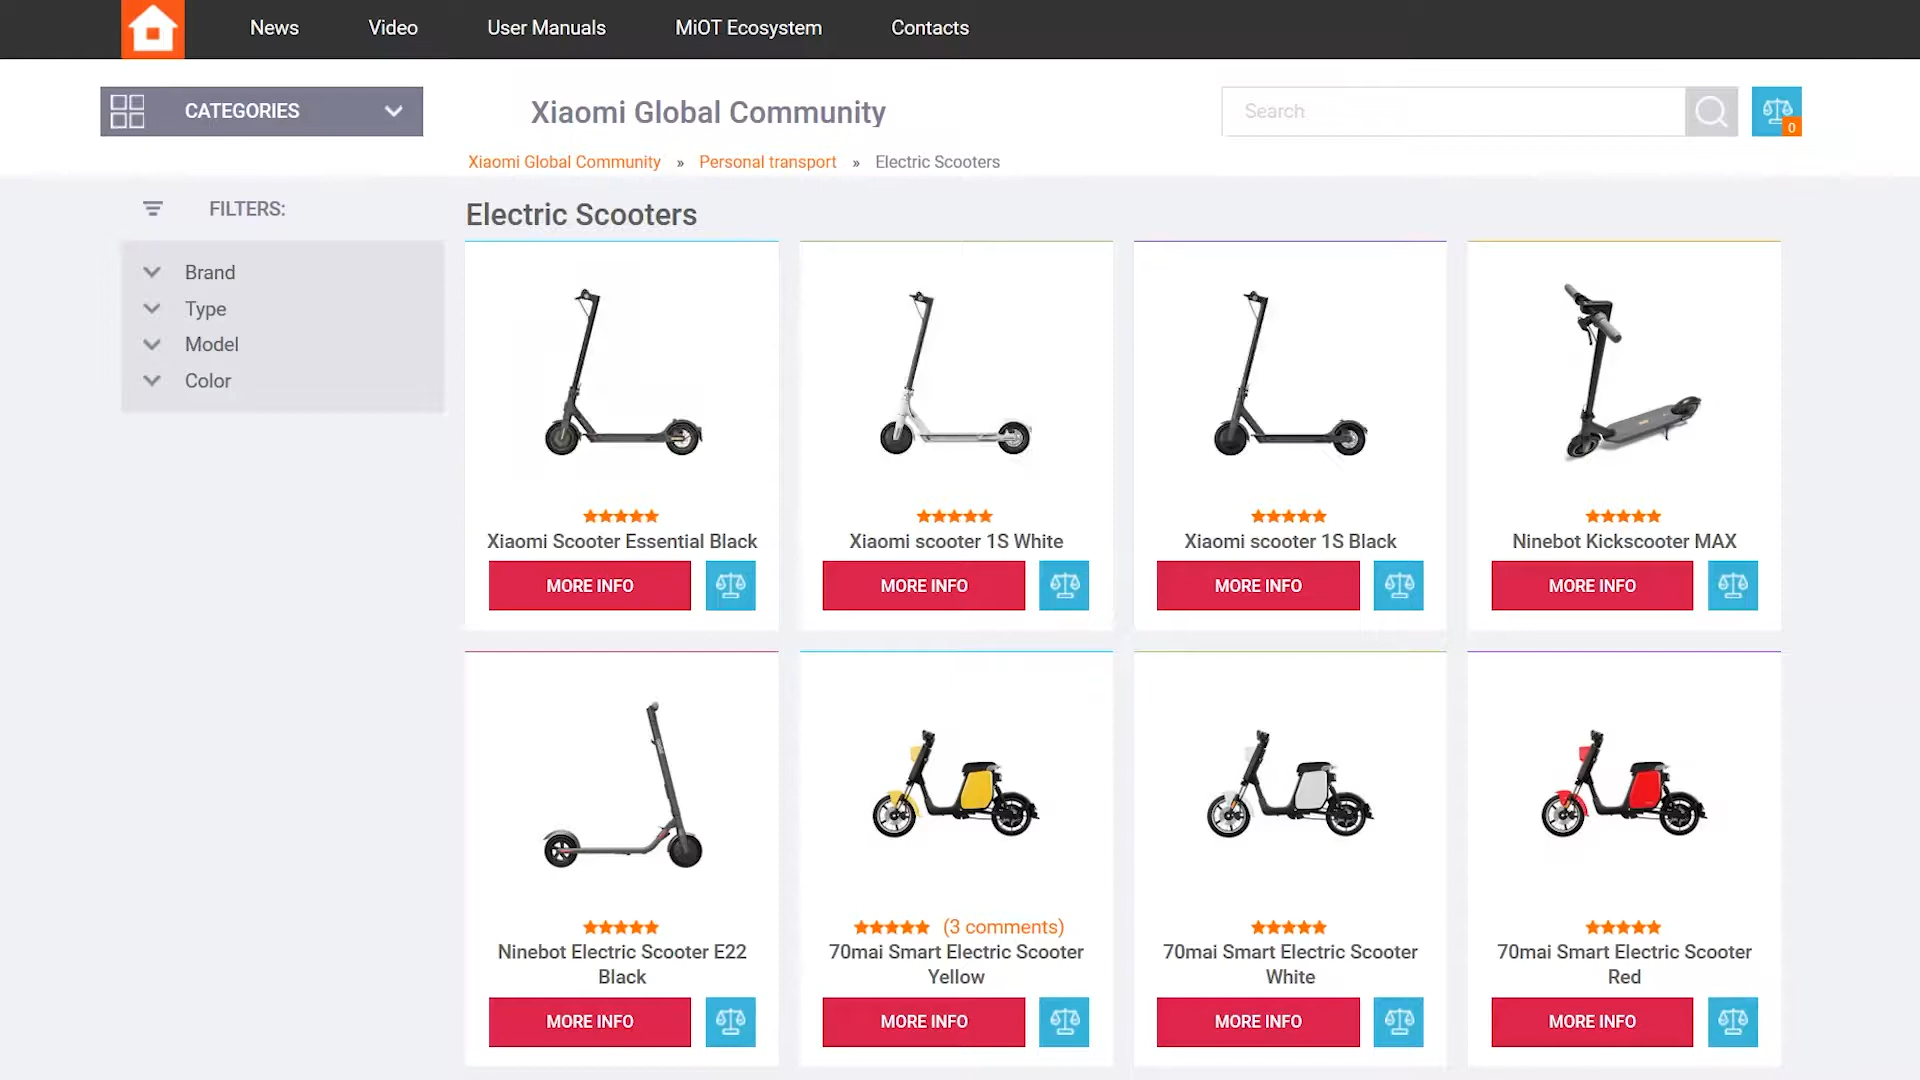 News Video User Manuals MiOT Ecosystem Contacts
CATEGORIES
Xiaomi Global Community
Search
0
Xiaomi Global Community » Personal transport » Electric Scooters
FILTERS:
Brand
Type
Model
Color
Electric Scooters
Xiaomi Scooter Essential Black
MORE INFO
Xiaomi scooter 1S White
MORE INFO
Xiaomi scooter 1S Black
MORE INFO
Ninebot Kickscooter MAX
MORE INFO
Ninebot Electric Scooter E22
Black
MORE INFO
(3 comments)
70mai Smart Electric Scooter
Yellow
MORE INFO
70mai Smart Electric Scooter
White
MORE INFO
70mai Smart Electric Scooter
Red
MORE INFO